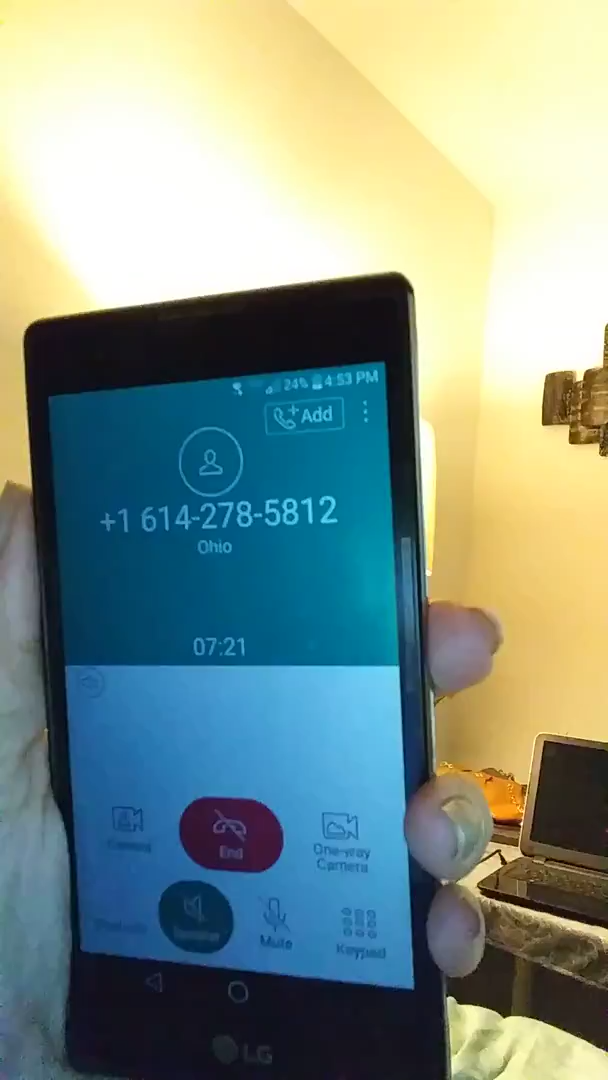 24% 4:53 PM
Add
+1 614-278-5812
Ohio
07:21
End
One-way
Camera
Mute
Keypad
LG